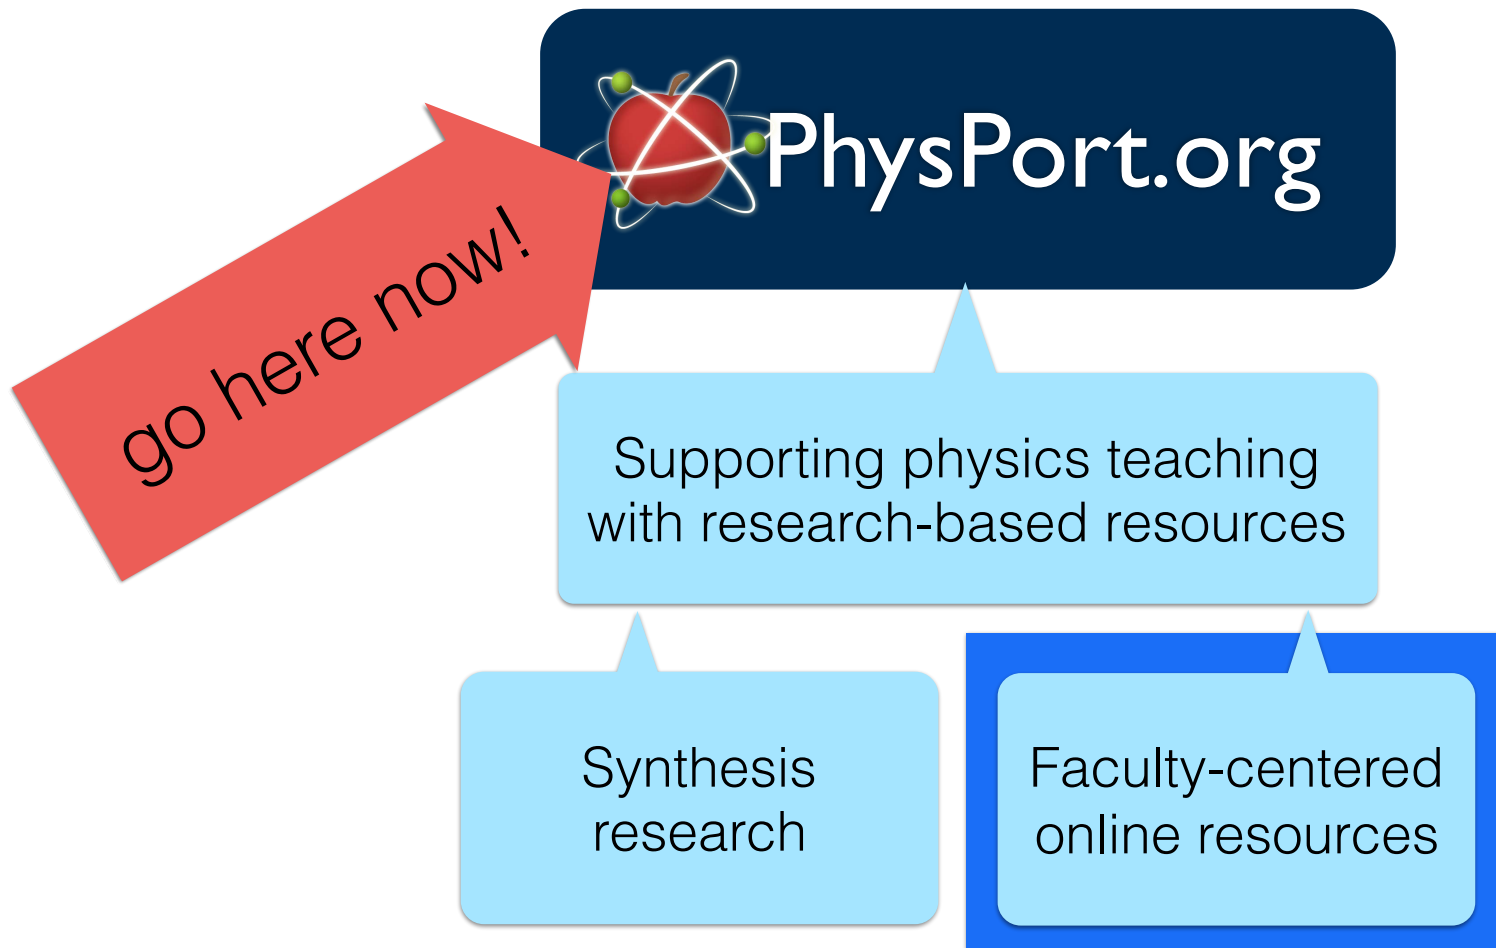 PhysPort.org
go here now!
Supporting physics teaching
with research-based resources
Synthesis
research
Faculty-centered
online resources